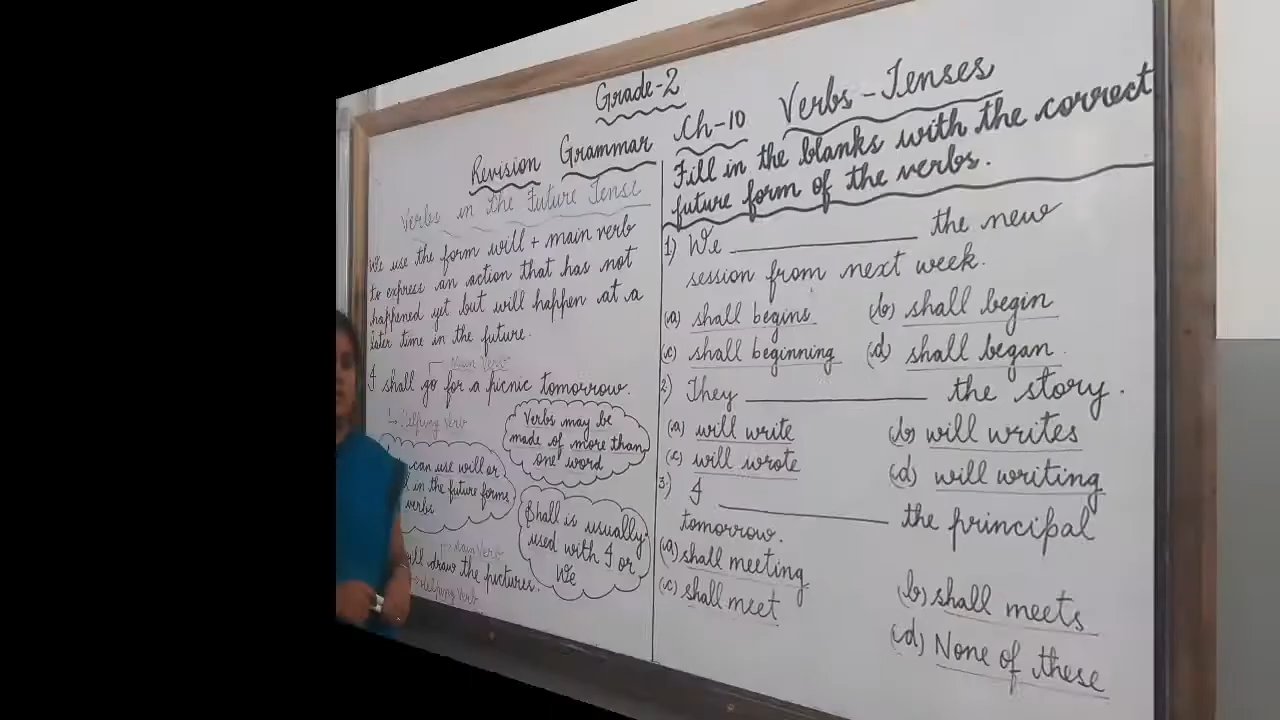 Grade-2
Revision Grammar Ch-10 Verbs-Tenses
Verbs in the Future Tense
We use the form will + main verb
to express an action that has not
happened yet but will happen at a
later time in the future.
Main Verb
I shall go for a picnic tomorrow.
Helping Verb
Verbs may be
made of more than
one word
can use will or
in the future forms
verbs
Shall is usually
used with I or
We
Main Verb
will draw the pictures.
Helping Verb
Fill in the blanks with the correct
future form of the verbs.
1) We ____________ the new
session from next week.
(a) shall begins (b) shall begin
(c) shall beginning (d) shall began.
2) They ____________ the story.
(a) will write (b) will writes
(c) will wrote (d) will writing
3) I ____________ the principal
tomorrow.
(a) shall meeting (b) shall meets
(c) shall meet (d) None of these